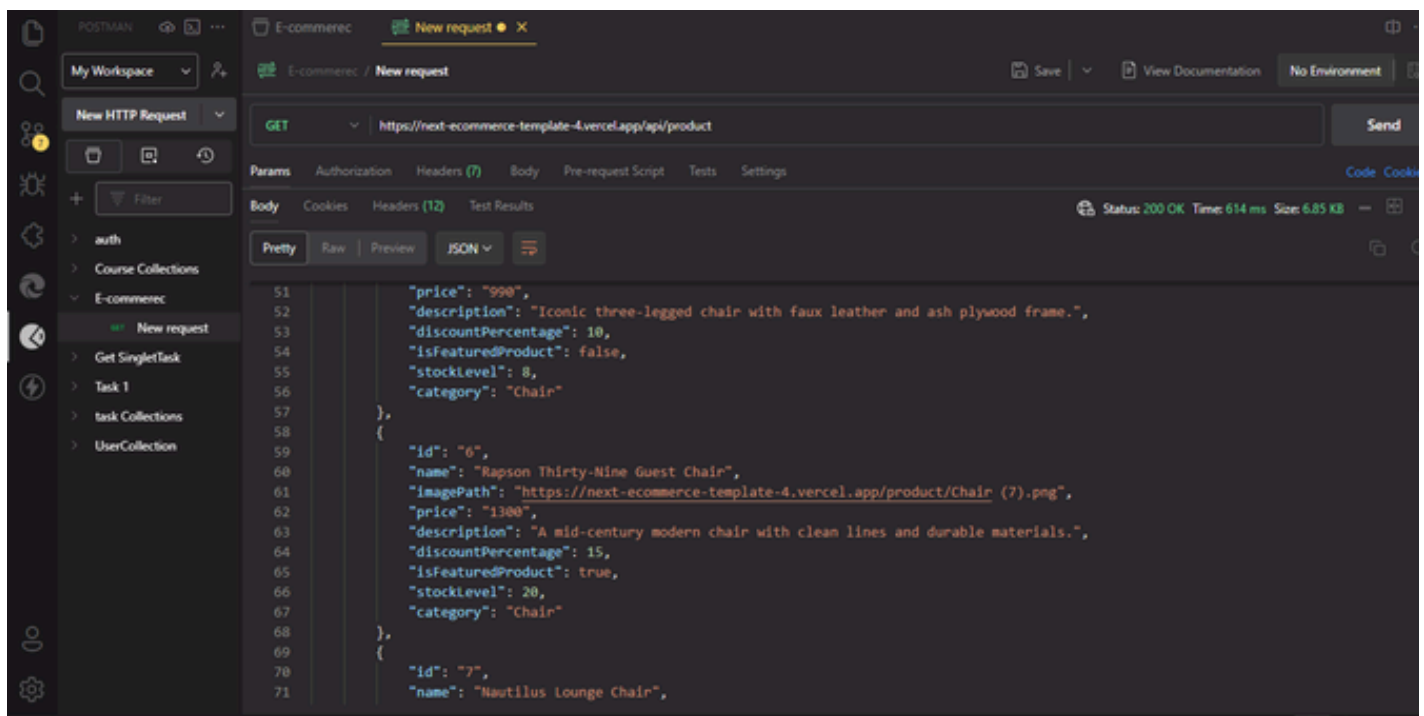 POSTMAN ...
E-commerec
New request
My Workspace
E-commerec / New request
Save
View Documentation
No Environment
New HTTP Request
GET
https://next-ecommerce-template-4.vercel.app/api/product
Send
7
Params Authorization Headers (7) Body Pre-request Script Tests Settings
Code
Filter
Body Cookies Headers (12) Test Results
Status: 200 OK Time: 614 ms Size: 6.85 KB
auth
Course Collections
E-commerec
GET New request
Get SingletTask
Task 1
task Collections
UserCollection
Pretty Raw Preview JSON
51 "price": "990",
52 "description": "Iconic three-legged chair with faux leather and ash plywood frame.",
53 "discountPercentage": 10,
54 "isFeaturedProduct": false,
55 "stockLevel": 8,
56 "category": "Chair"
57 },
58 {
59 "id": "6",
60 "name": "Rapson Thirty-Nine Guest Chair",
61 "imagePath": "https://next-ecommerce-template-4.vercel.app/product/Chair (7).png",
62 "price": "1300",
63 "description": "A mid-century modern chair with clean lines and durable materials.",
64 "discountPercentage": 15,
65 "isFeaturedProduct": true,
66 "stockLevel": 20,
67 "category": "Chair"
68 },
69 {
70 "id": "7",
71 "name": "Nautilus Lounge Chair",